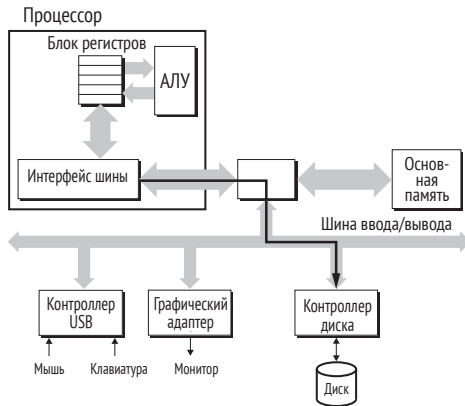 Процессор
Блок регистров
АЛУ
Интерфейс шины
Основ-
ная
память
Шина ввода/вывода
Контроллер
USB
Графический
адаптер
Контроллер
диска
Мышь
Клавиатура
Монитор
Диск